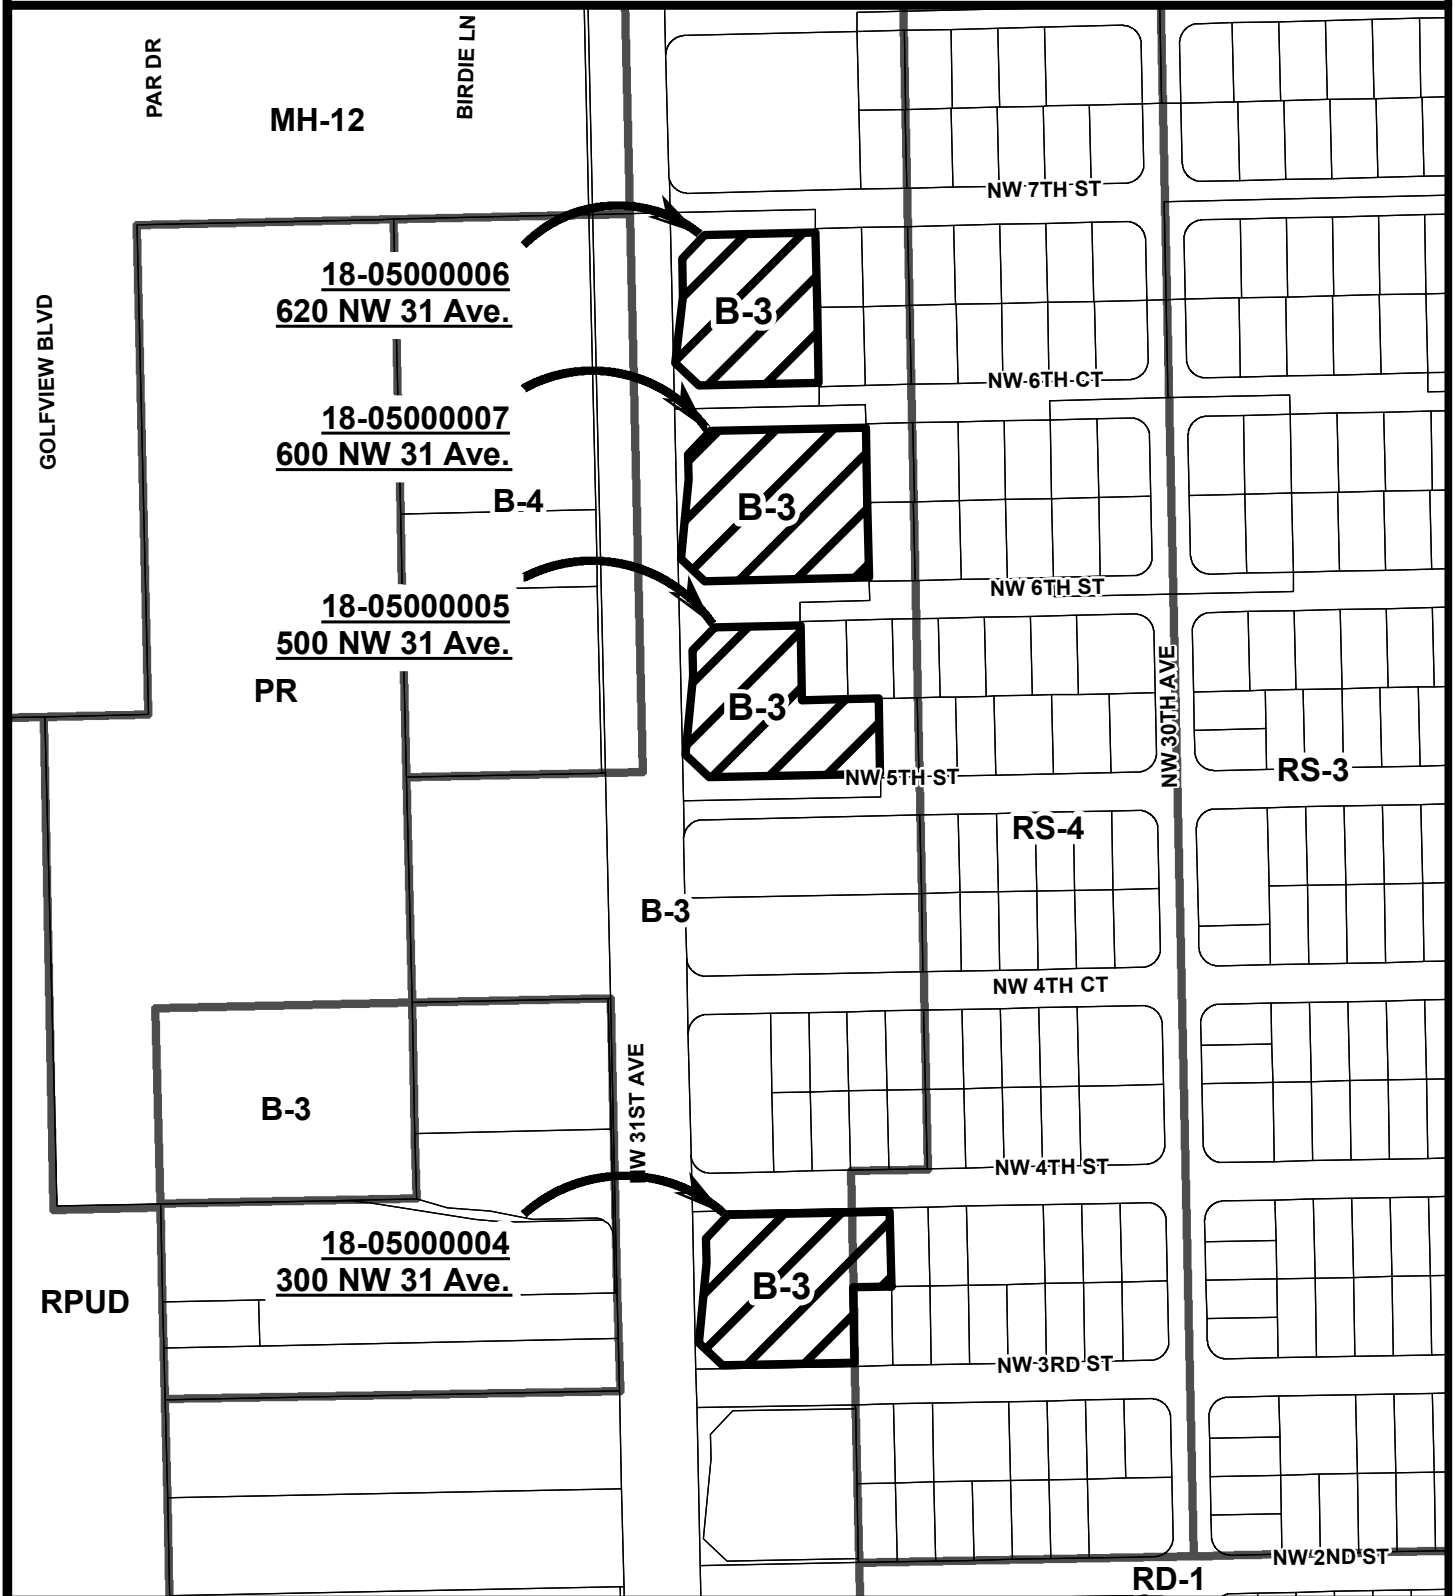 PAR DR
BIRDIE LN
MH-12
NW 7TH ST
GOLFVIEW BLVD
18-05000006
620 NW 31 Ave.
B-3
NW 6TH CT
18-05000007
600 NW 31 Ave.
B-4
B-3
NW 6TH ST
18-05000005
500 NW 31 Ave.
PR
B-3
NW 30TH AVE
NW 5TH ST
RS-3
RS-4
B-3
NW 4TH CT
B-3
NW 31ST AVE
NW 4TH ST
18-05000004
300 NW 31 Ave.
B-3
RPUD
NW 3RD ST
NW 2ND ST
RD-1